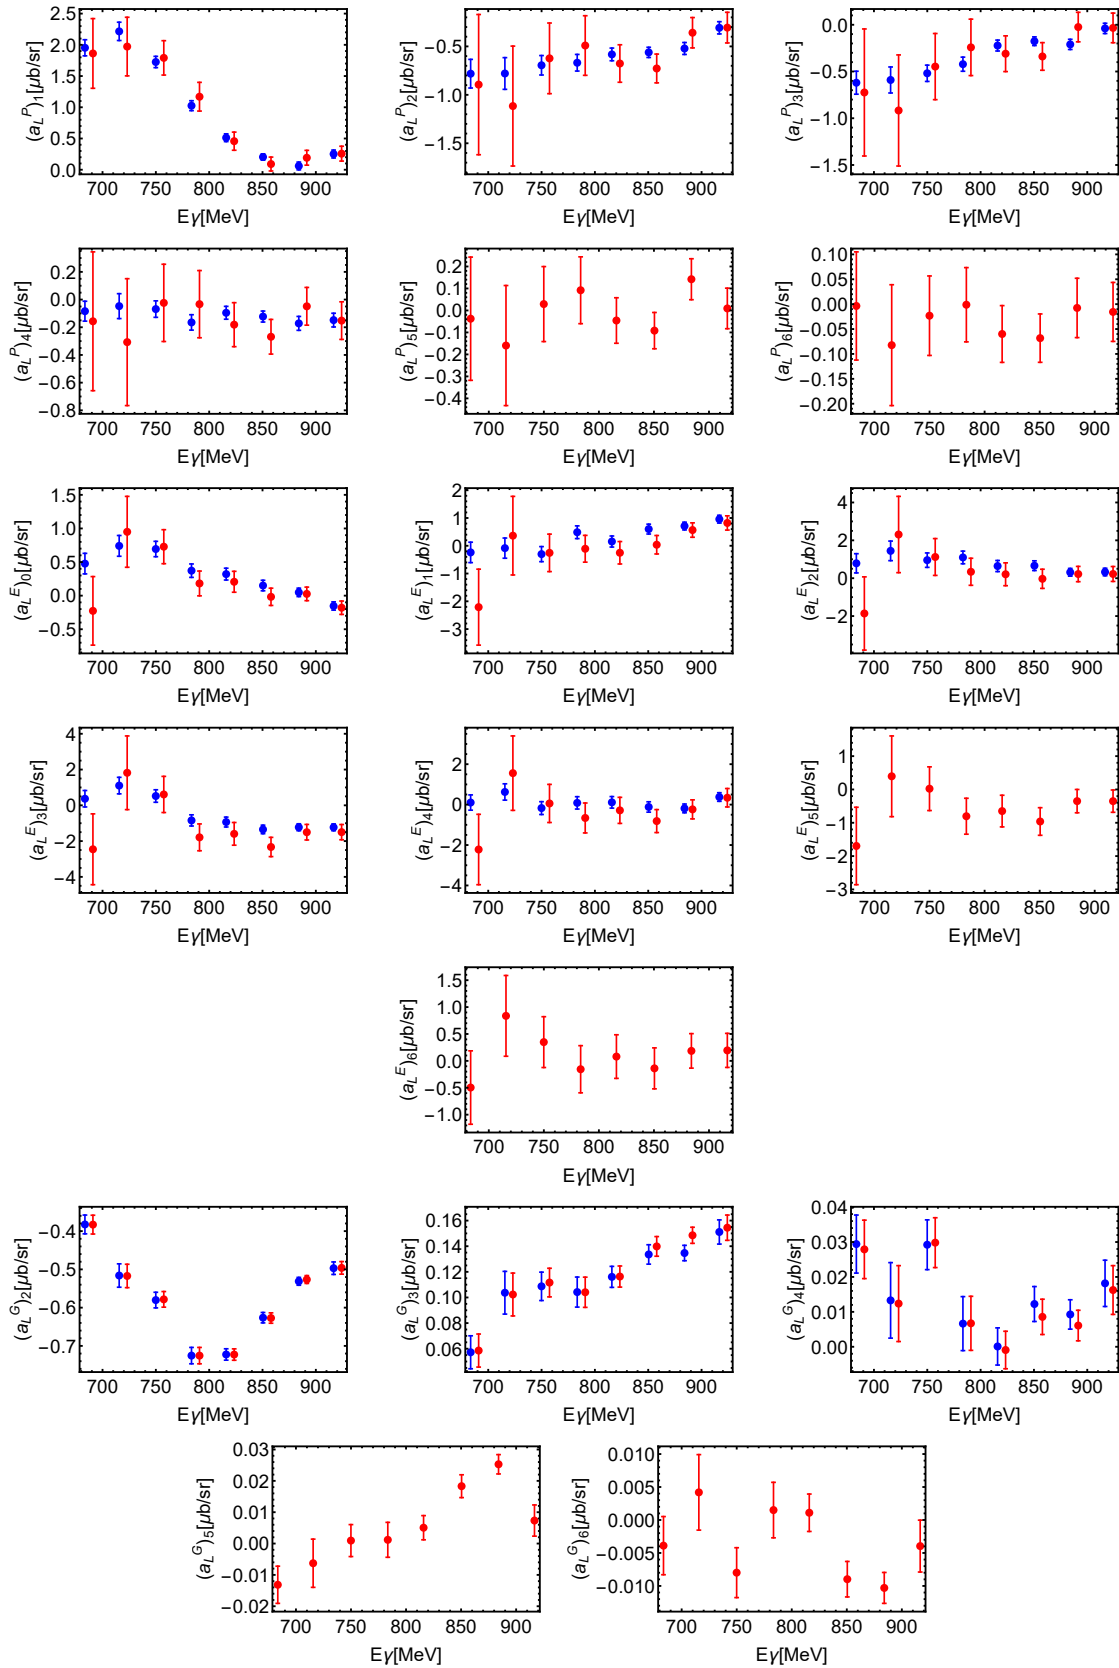 (a_L^P)_1[μb/sr]
2.5
2.0
1.5
1.0
0.5
0.0
700 750 800 850 900
Eγ[MeV]
(a_L^P)_2[μb/sr]
−0.5
−1.0
−1.5
700 750 800 850 900
Eγ[MeV]
(a_L^P)_3[μb/sr]
0.0
−0.5
−1.0
−1.5
700 750 800 850 900
Eγ[MeV]
(a_L^P)_4[μb/sr]
0.2
0.0
−0.2
−0.4
−0.6
−0.8
700 750 800 850 900
Eγ[MeV]
(a_L^P)_5[μb/sr]
0.2
0.1
0.0
−0.1
−0.2
−0.3
−0.4
700 750 800 850 900
Eγ[MeV]
(a_L^P)_6[μb/sr]
0.10
0.05
0.00
−0.05
−0.10
−0.15
−0.20
700 750 800 850 900
Eγ[MeV]
(a_L^E)_0[μb/sr]
1.5
1.0
0.5
0.0
−0.5
700 750 800 850 900
Eγ[MeV]
(a_L^E)_1[μb/sr]
2
1
0
−1
−2
−3
700 750 800 850 900
Eγ[MeV]
(a_L^E)_2[μb/sr]
4
2
0
−2
700 750 800 850 900
Eγ[MeV]
(a_L^E)_3[μb/sr]
4
2
0
−2
−4
700 750 800 850 900
Eγ[MeV]
(a_L^E)_4[μb/sr]
2
0
−2
−4
700 750 800 850 900
Eγ[MeV]
(a_L^E)_5[μb/sr]
1
0
−1
−2
−3
700 750 800 850 900
Eγ[MeV]
(a_L^E)_6[μb/sr]
1.5
1.0
0.5
0.0
−0.5
−1.0
700 750 800 850 900
Eγ[MeV]
(a_L^G)_2[μb/sr]
−0.4
−0.5
−0.6
−0.7
700 750 800 850 900
Eγ[MeV]
(a_L^G)_3[μb/sr]
0.16
0.14
0.12
0.10
0.08
0.06
700 750 800 850 900
Eγ[MeV]
(a_L^G)_4[μb/sr]
0.04
0.03
0.02
0.010
0.00
700 750 800 850 900
Eγ[MeV]
(a_L^G)_5[μb/sr]
0.03
0.02
0.01
0.00
−0.01
−0.02
700 750 800 850 900
Eγ[MeV]
(a_L^G)_6[μb/sr]
0.010
0.005
0.000
−0.005
−0.010
700 750 800 850 900
Eγ[MeV]